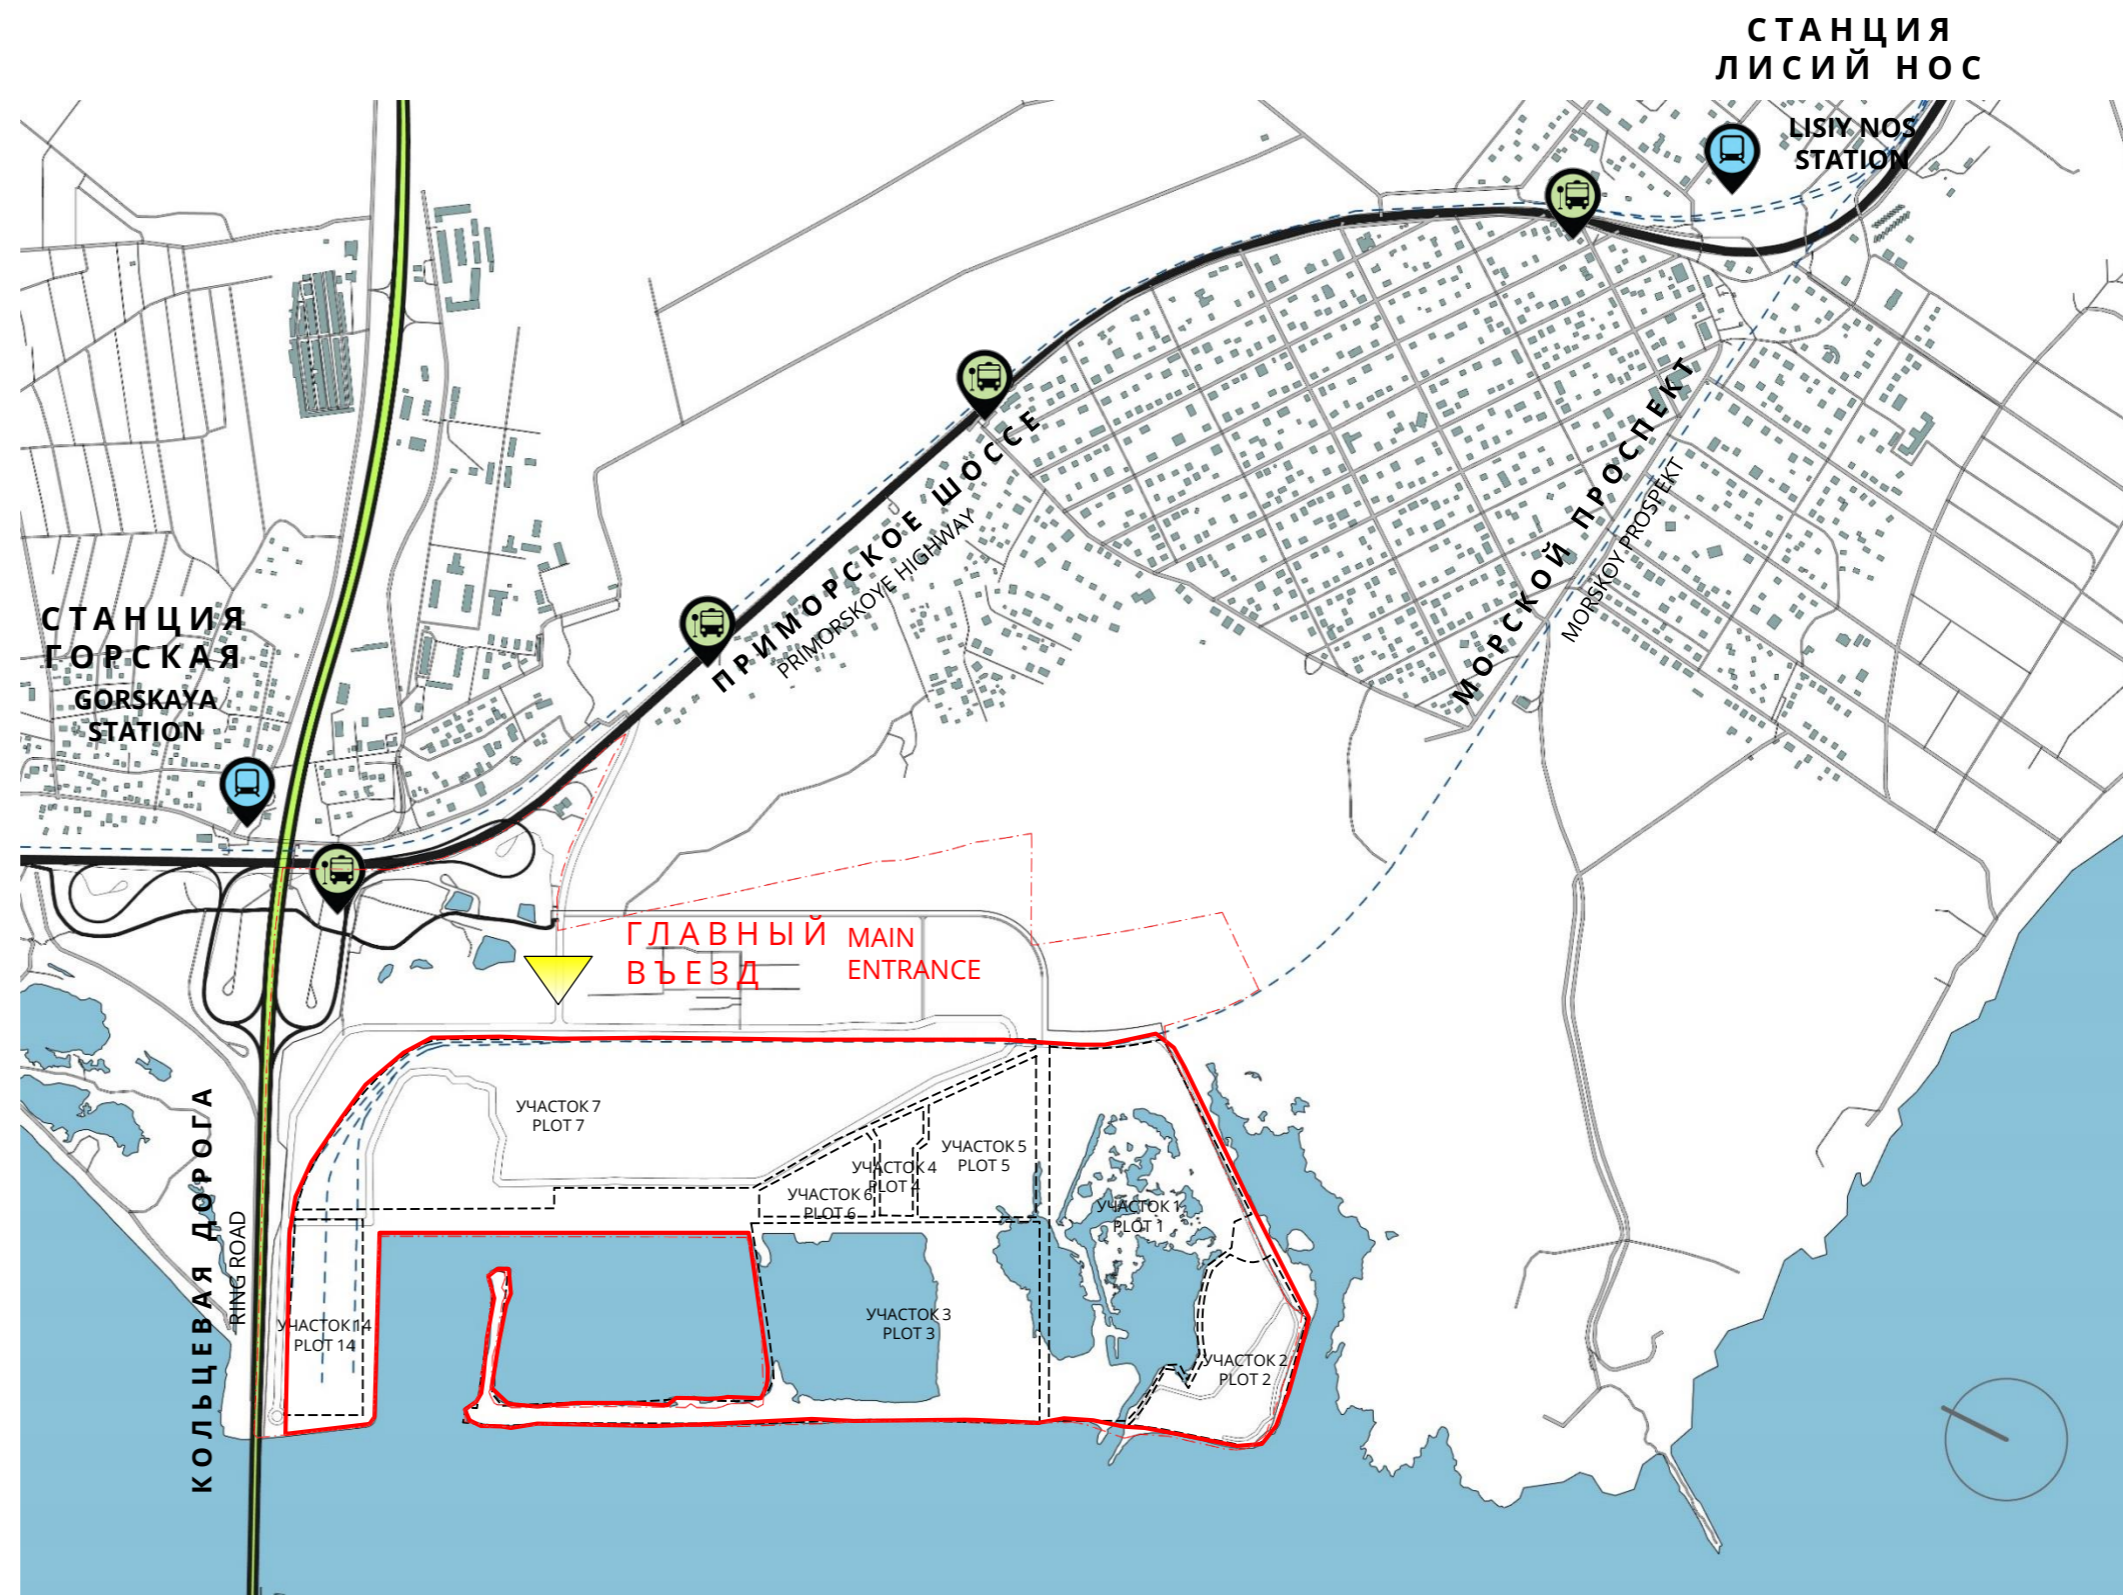 СТАНЦИЯ
ЛИСИЙ НОС
LISIY NOS
STATION
ПРИМОРСКОЕ ШОССЕ
PRIMORSKOYE HIGHWAY
МОРСКОЙ ПРОСПЕКТ
MORSKOY PROSPEKT
СТАНЦИЯ
ГОРСКАЯ
GORSKAYA
STATION
ГЛАВНЫЙ
ВЪЕЗД
MAIN
ENTRANCE
КОЛЬЦЕВАЯ ДОРОГА
RING ROAD
УЧАСТОК 7
PLOT 7
УЧАСТОК 5
PLOT 5
УЧАСТОК 4
PLOT 4
УЧАСТОК 6
PLOT 6
УЧАСТОК 1
PLOT 1
УЧАСТОК 3
PLOT 3
УЧАСТОК 14
PLOT 14
УЧАСТОК 2
PLOT 2